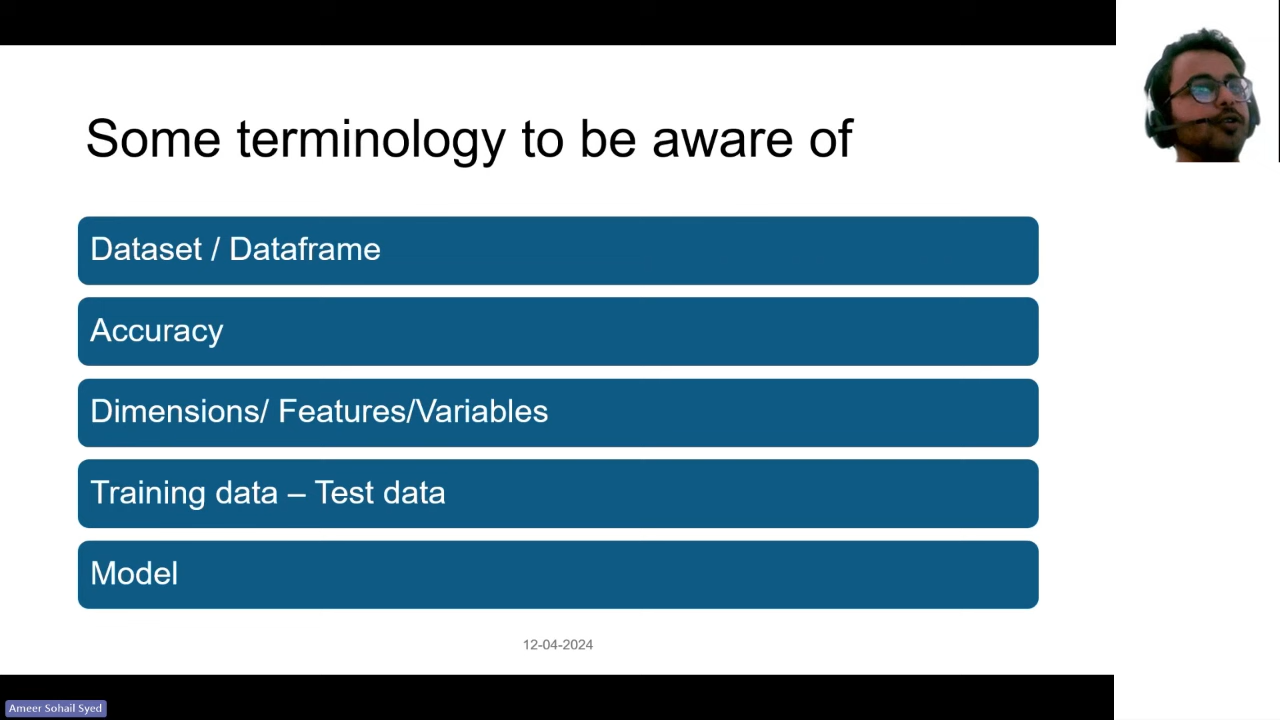 Some terminology to be aware of
Dataset / Dataframe
Accuracy
Dimensions/ Features/Variables
Training data – Test data
Model
12-04-2024
Ameer Sohail Syed